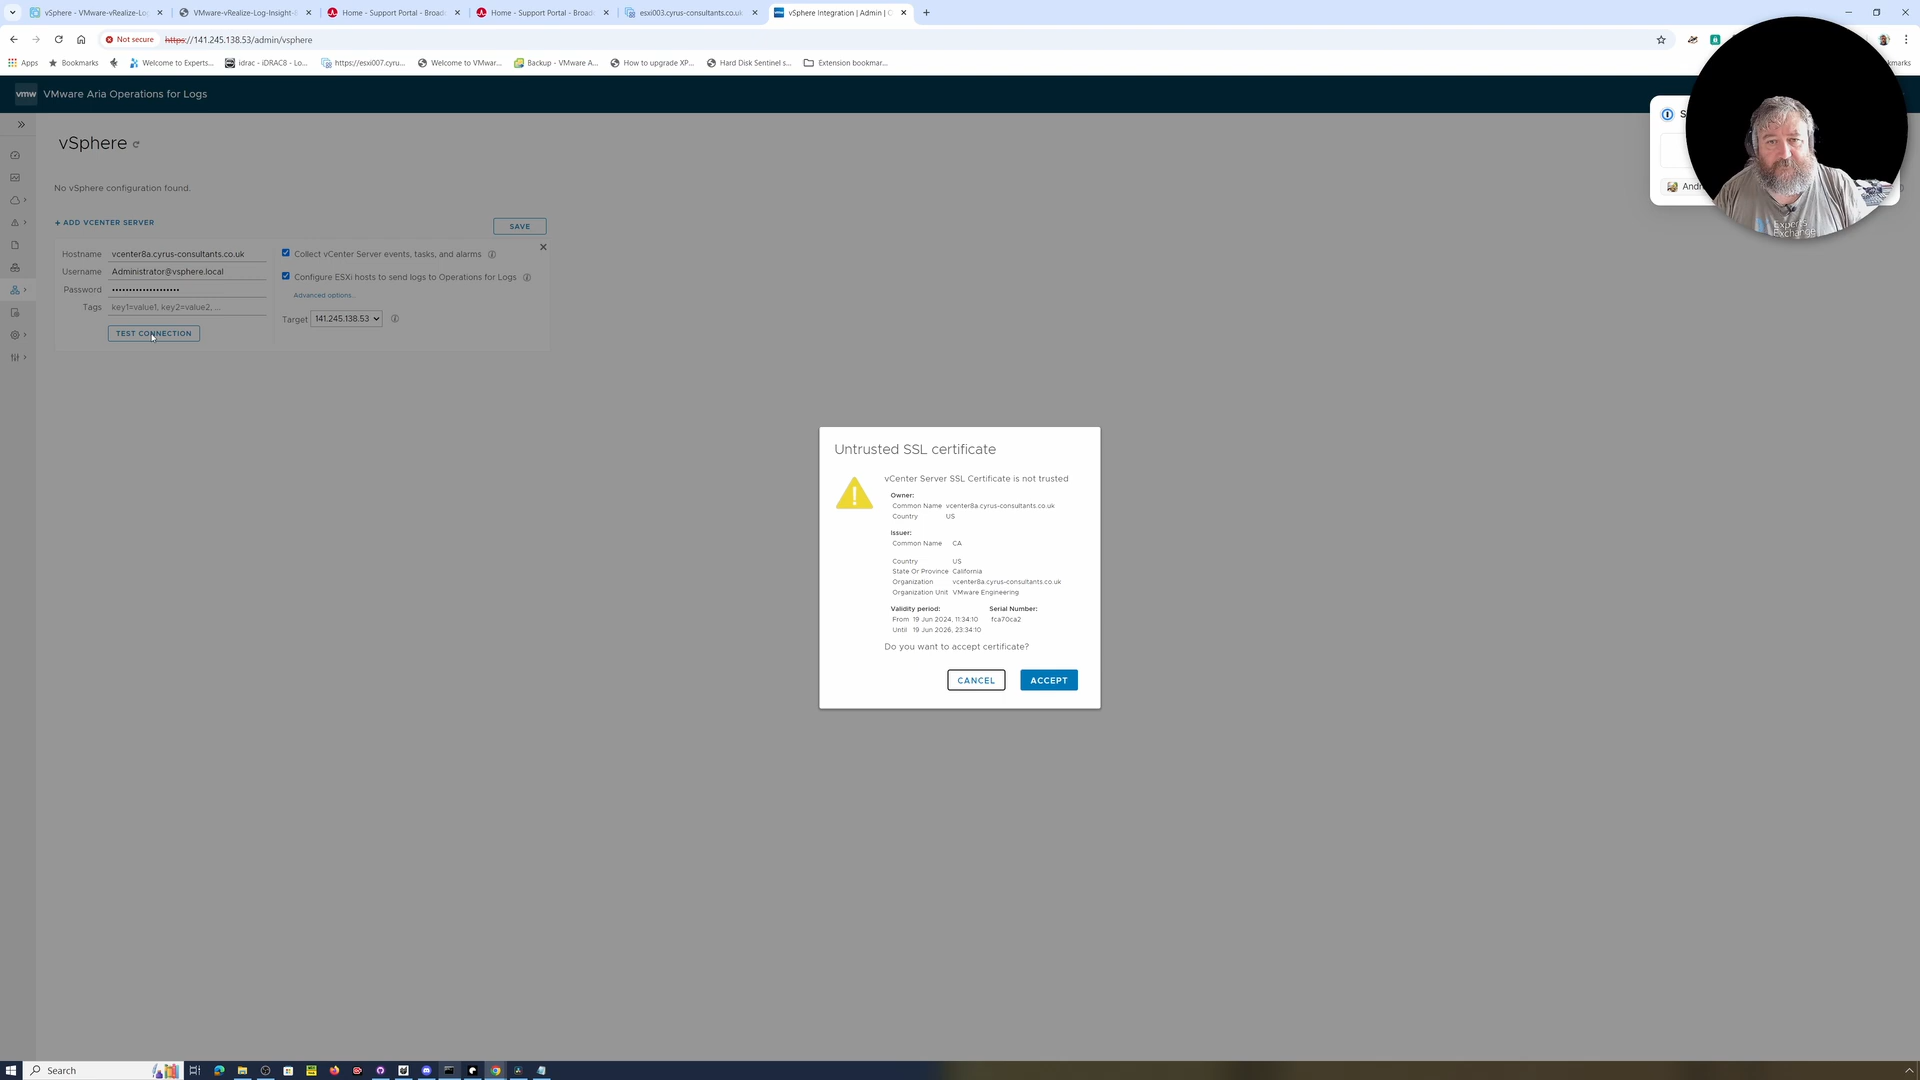 vSphere - VMware-vRealize-Log
VMware-vRealize-Log-Insight-
Home - Support Portal - Broad
Home - Support Portal - Broad
esxi003.cyrus-consultants.co.uk
vSphere Integration | Admin |
Not secure
https://141.245.138.53/admin/vsphere
Apps
Bookmarks
Welcome to Experts...
idrac - iDRAC8 - Lo...
https://esxi007.cyru...
Welcome to VMwar...
Backup - VMware A...
How to upgrade XP...
Hard Disk Sentinel s...
Extension bookmar...
vmw
VMware Aria Operations for Logs
vSphere
No vSphere configuration found.
+ ADD VCENTER SERVER
SAVE
Hostname vcenter8a.cyrus-consultants.co.uk
Username Administrator@vsphere.local
Password
Tags key1=value1, key2=value2, ...
TEST CONNECTION
Collect vCenter Server events, tasks, and alarms
Configure ESXi hosts to send logs to Operations for Logs
Advanced options...
Target 141.245.138.53
Experts
Exchange
Untrusted SSL certificate
vCenter Server SSL Certificate is not trusted
Owner:
Common Name vcenter8a.cyrus-consultants.co.uk
Country US
Issuer:
Common Name CA
Country US
State Or Province California
Organization vcenter8a.cyrus-consultants.co.uk
Organization Unit VMware Engineering
Validity period: Serial Number:
From 19 Jun 2024, 11:34:10 fca70ca2
Until 19 Jun 2026, 23:34:10
Do you want to accept certificate?
CANCEL
ACCEPT
Search